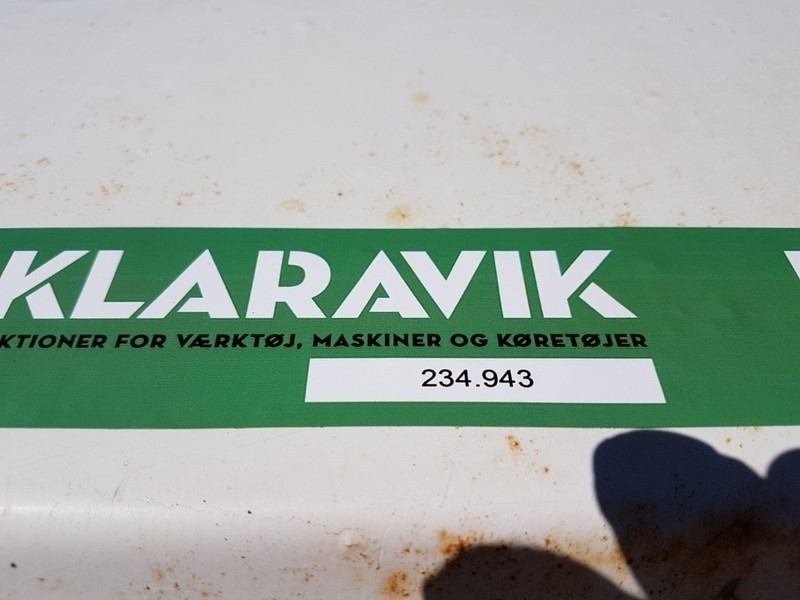 KLARAVIK
KTIONER FOR VÆRKTØJ, MASKINER OG KØRETØJER
234.943